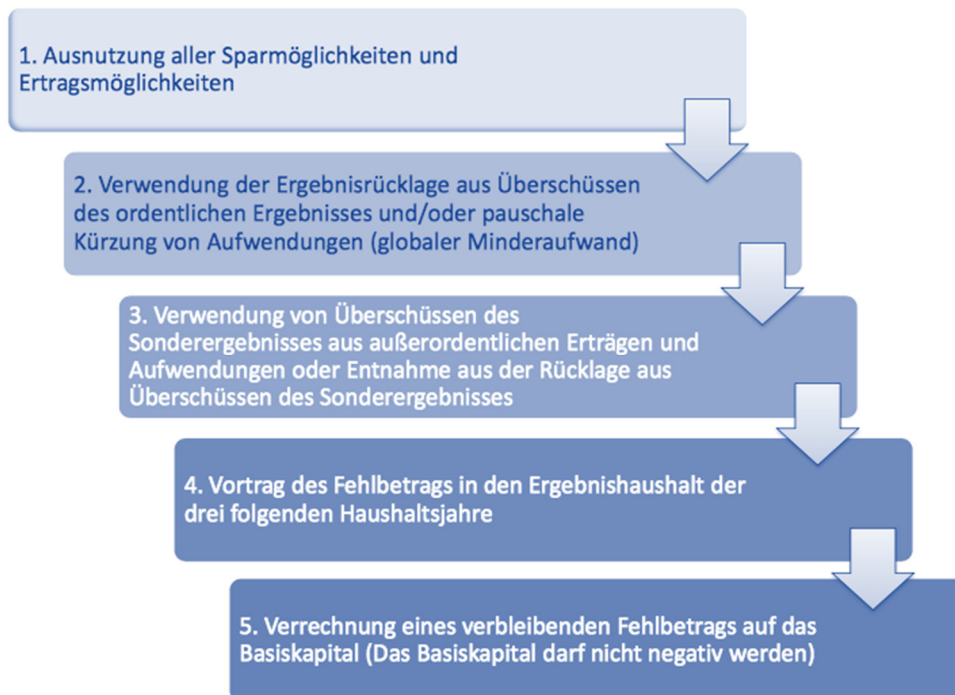 1. Ausnutzung aller Sparmöglichkeiten und
Ertragsmöglichkeiten
2. Verwendung der Ergebnisrücklage aus Überschüssen
des ordentlichen Ergebnisses und/oder pauschale
Kürzung von Aufwendungen (globaler Minderaufwand)
3. Verwendung von Überschüssen des
Sonderergebnisses aus außerordentlichen Erträgen und
Aufwendungen oder Entnahme aus der Rücklage aus
Überschüssen des Sonderergebnisses
4. Vortrag des Fehlbetrags in den Ergebnishaushalt der
drei folgenden Haushaltsjahre
5. Verrechnung eines verbleibenden Fehlbetrags auf das
Basiskapital (Das Basiskapital darf nicht negativ werden)